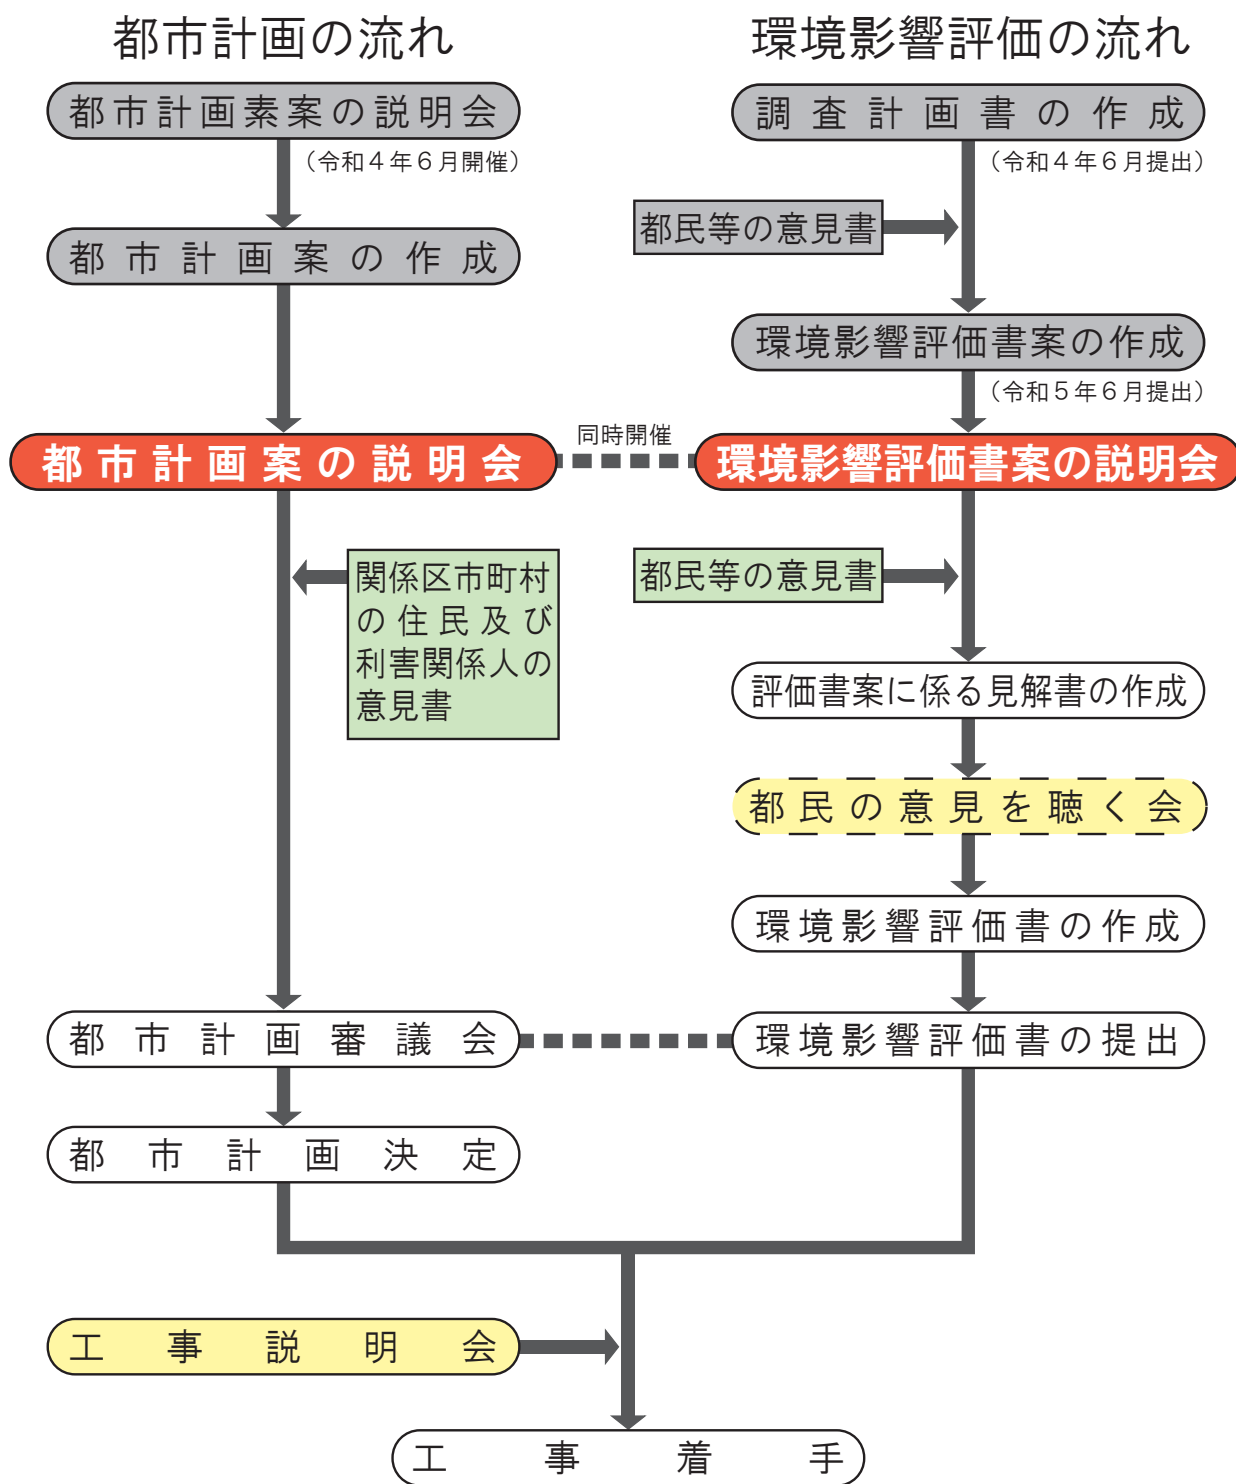 都市計画の流れ
都市計画素案の説明会
（令和４年６月開催）
都市計画案の作成
都市計画案の説明会
同時開催
関係区市町村
の住民及び
利害関係人の
意見書
都市計画審議会
都市計画決定
環境影響評価の流れ
調査計画書の作成
（令和４年６月提出）
都民等の意見書
環境影響評価書案の作成
（令和５年６月提出）
環境影響評価書案の説明会
都民等の意見書
評価書案に係る見解書の作成
都民の意見を聴く会
環境影響評価書の作成
環境影響評価書の提出
工事説明会
工事着手